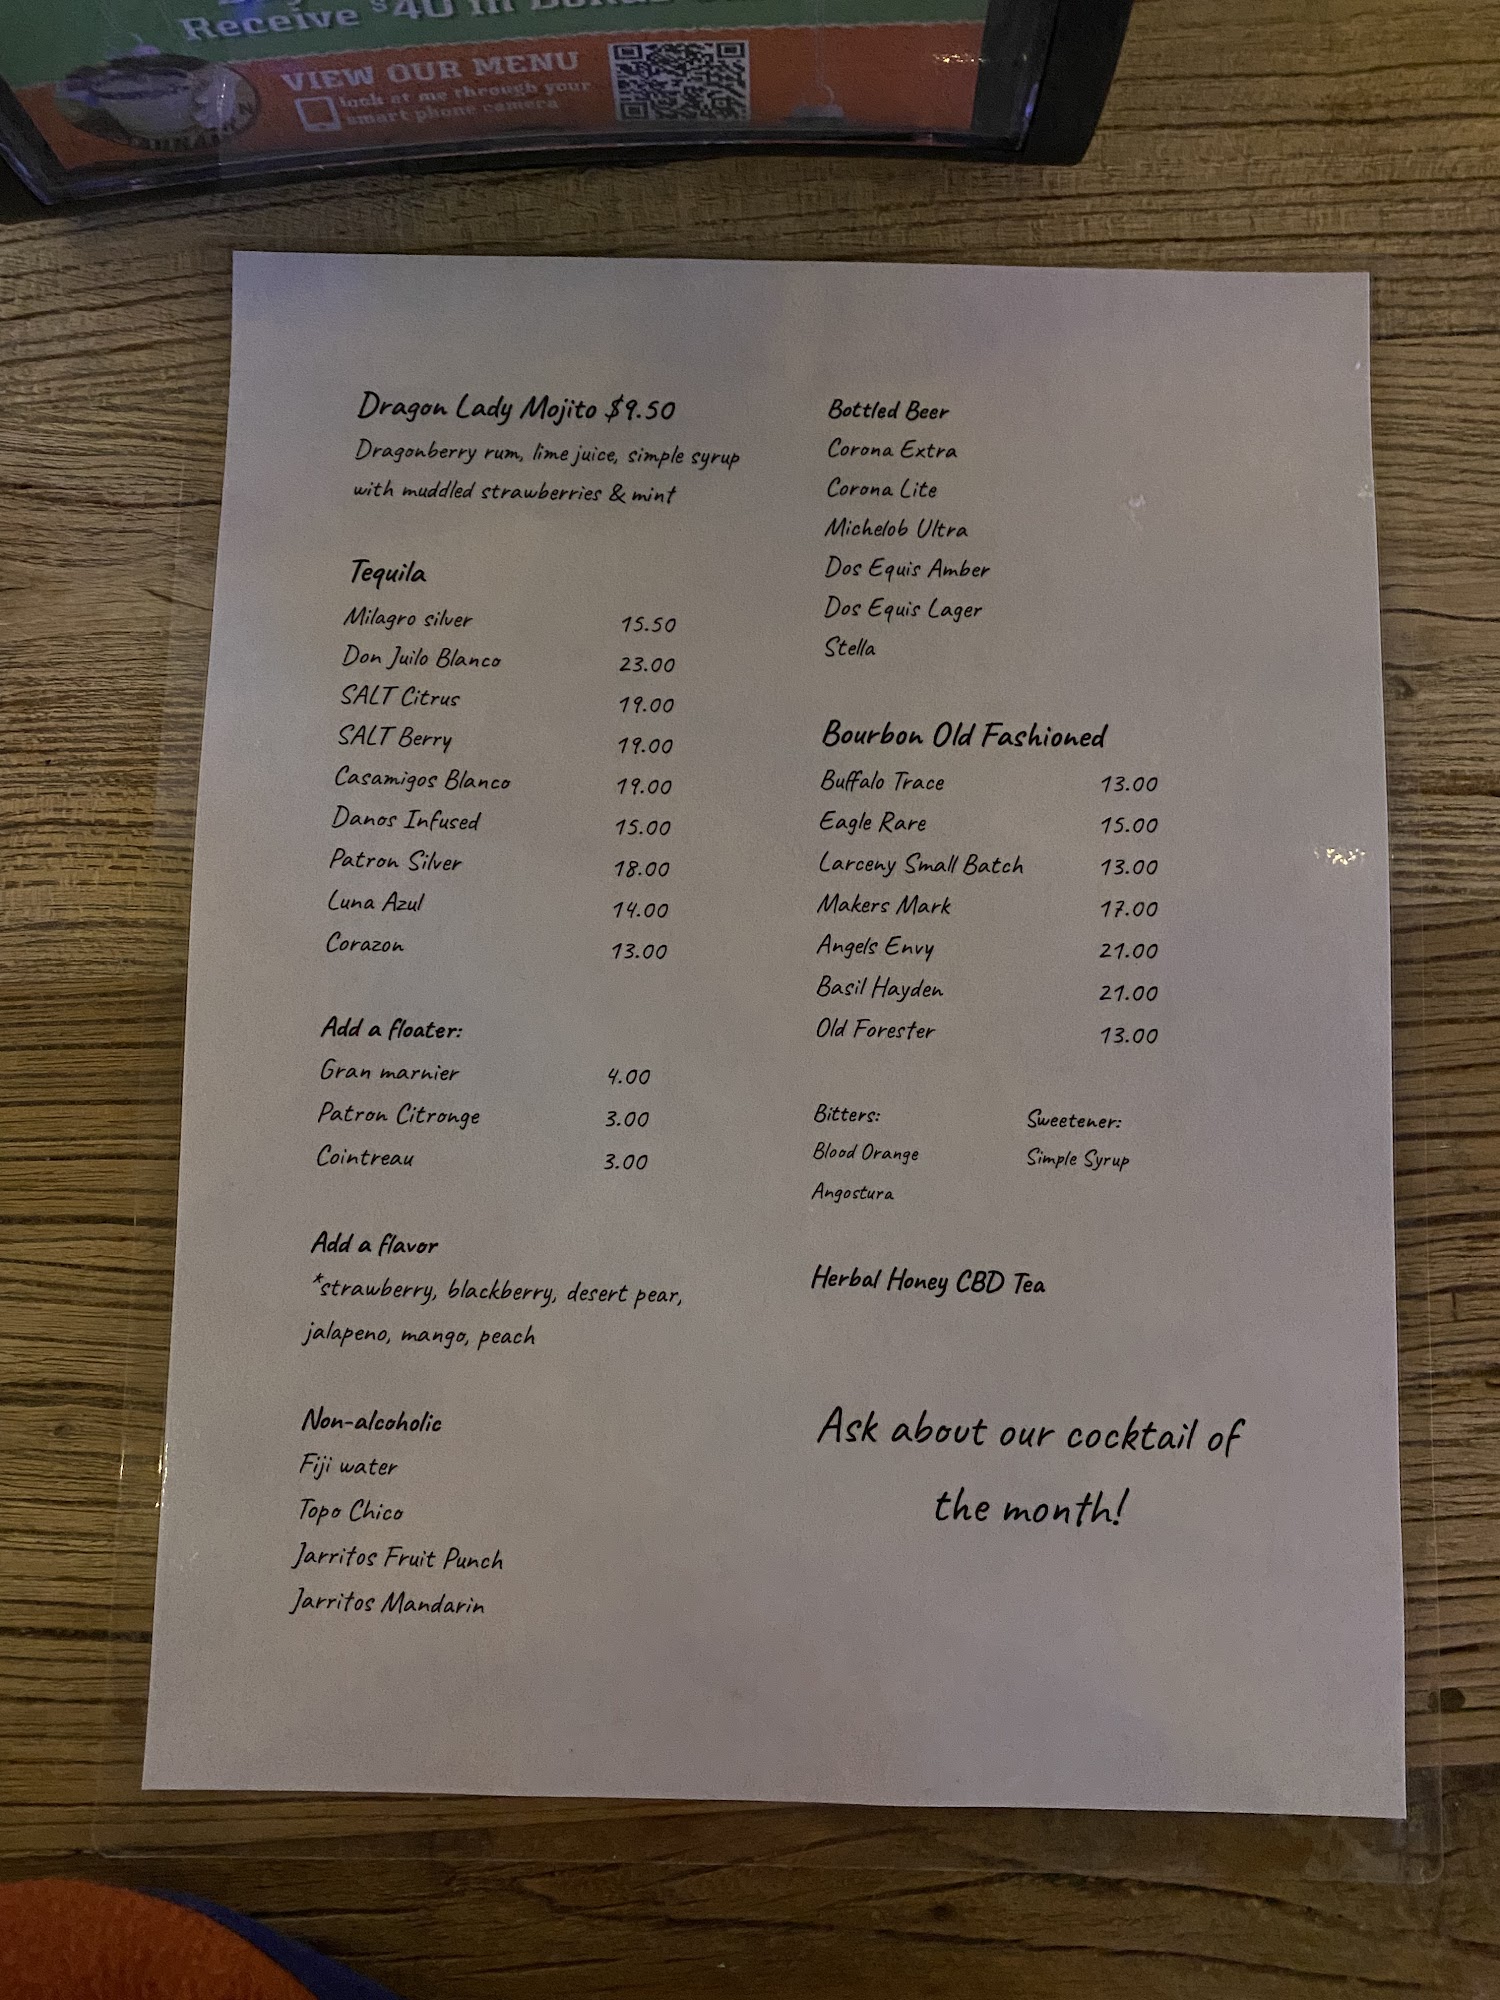 Receive $40 in
VIEW OUR MENU
look at me through your
smart phone camera
Dragon Lady Mojito $9.50
Dragonberry rum, lime juice, simple syrup
with muddled strawberries & mint
Tequila
Milagro silver 15.50
Don Juilo Blanco 23.00
SALT Citrus 19.00
SALT Berry 19.00
Casamigos Blanco 19.00
Danos Infused 15.00
Patron Silver 18.00
Luna Azul 14.00
Corazon 13.00
Add a floater:
Gran marnier 4.00
Patron Citronge 3.00
Cointreau 3.00
Add a flavor
*strawberry, blackberry, desert pear,
jalapeno, mango, peach
Non-alcoholic
Fiji water
Topo Chico
Jarritos Fruit Punch
Jarritos Mandarin
Bottled Beer
Corona Extra
Corona Lite
Michelob Ultra
Dos Equis Amber
Dos Equis Lager
Stella
Bourbon Old Fashioned
Buffalo Trace 13.00
Eagle Rare 15.00
Larceny Small Batch 13.00
Makers Mark 17.00
Angels Envy 21.00
Basil Hayden 21.00
Old Forester 13.00
Bitters:
Blood Orange
Angostura
Sweetener:
Simple Syrup
Herbal Honey CBD Tea
Ask about our cocktail of
the month!